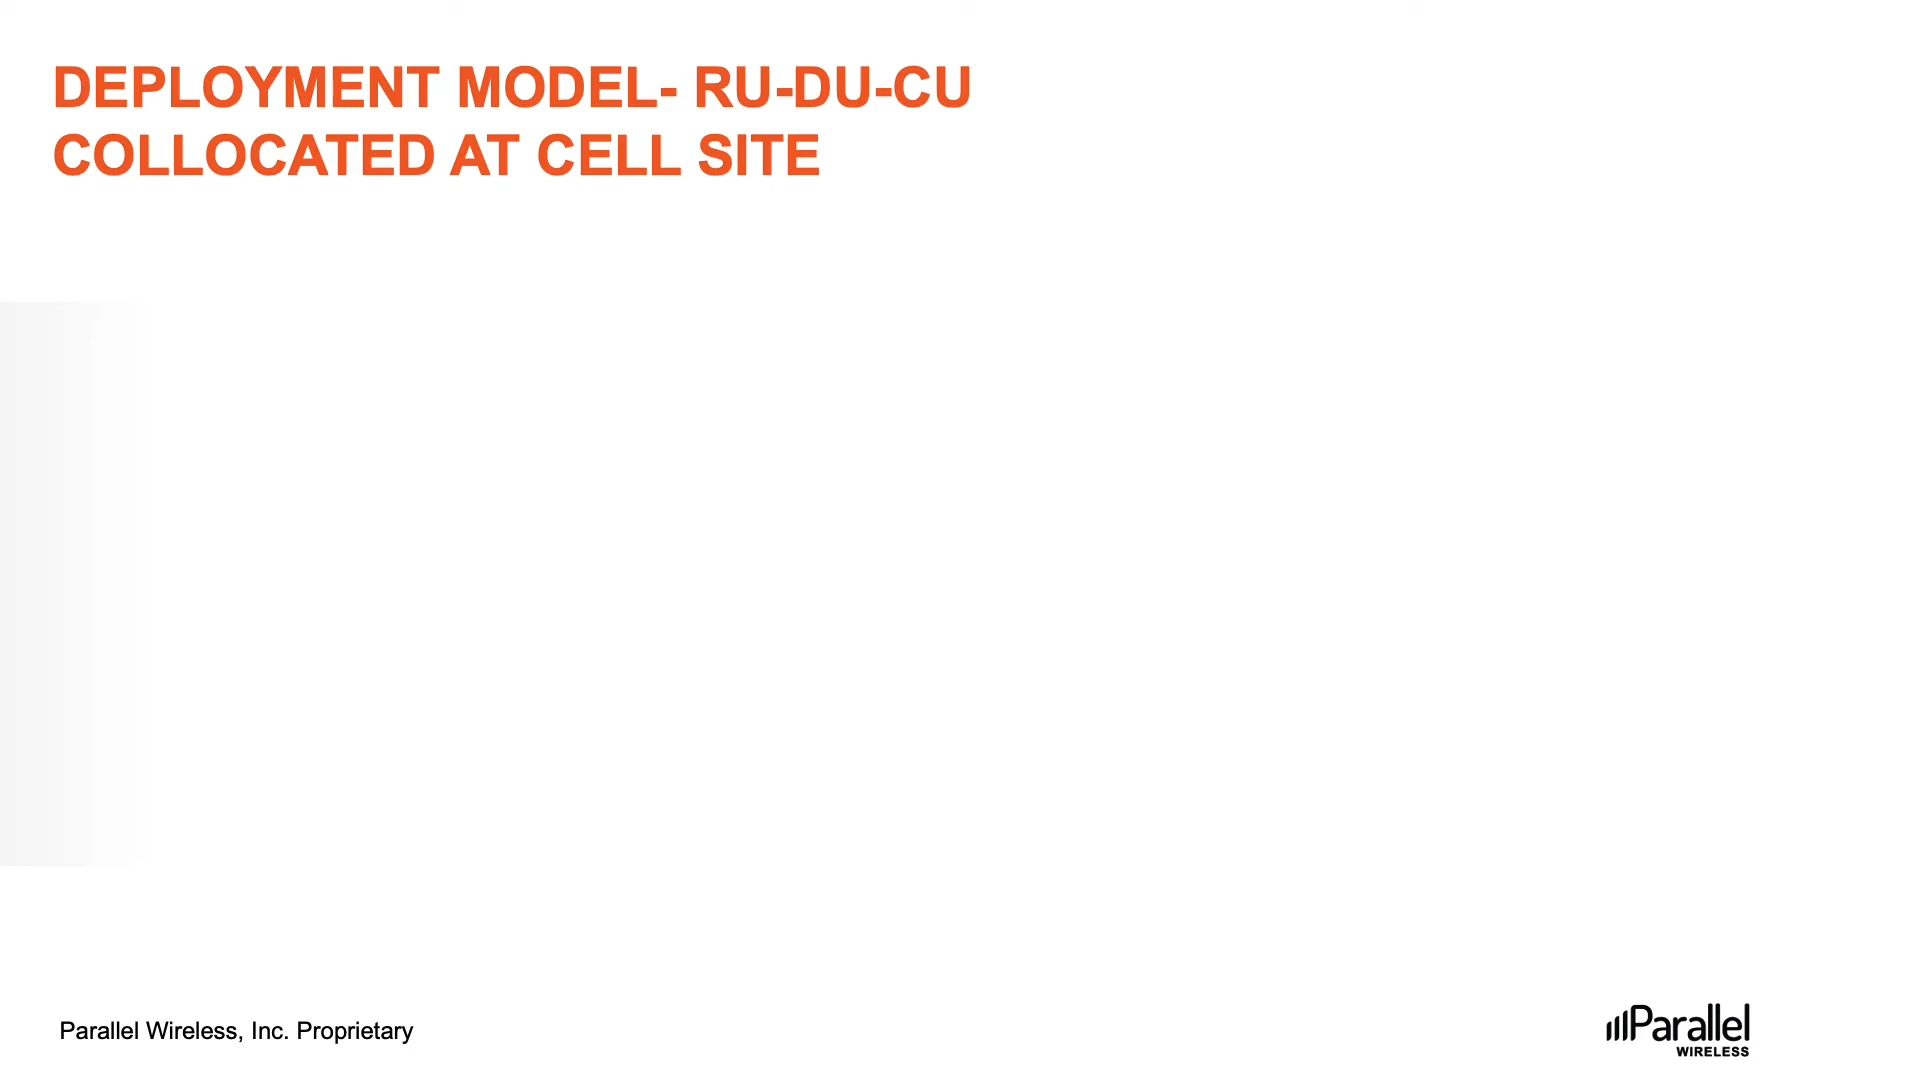 DEPLOYMENT MODEL- RU-DU-CU
COLLOCATED AT CELL SITE
Parallel Wireless, Inc. Proprietary
Parallel
WIRELESS